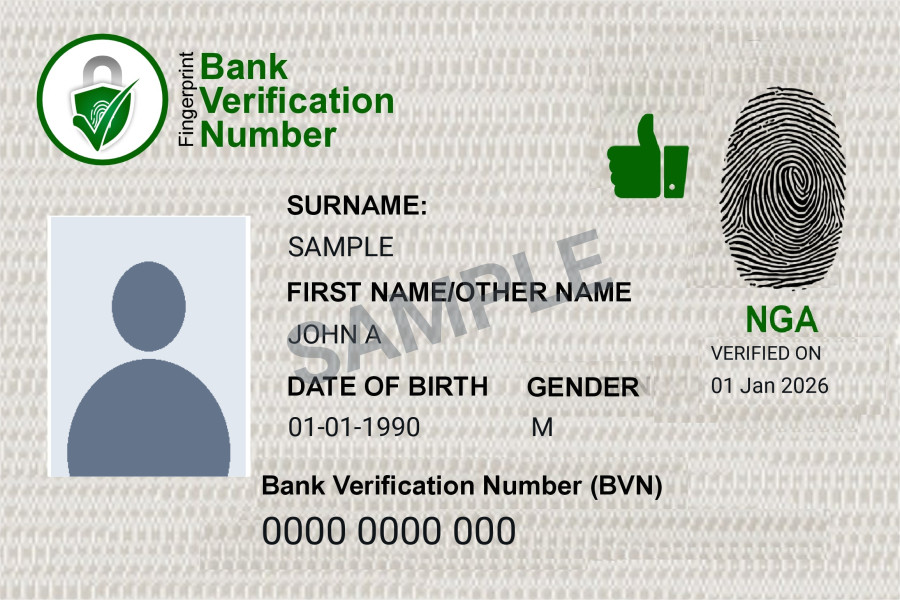 Fingerprint
Bank
Verification
Number
SURNAME:
SAMPLE
FIRST NAME/OTHER NAME
JOHN A
SAMPLE
DATE OF BIRTH GENDER
01-01-1990 M
NGA
VERIFIED ON
01 Jan 2026
Bank Verification Number (BVN)
0000 0000 000